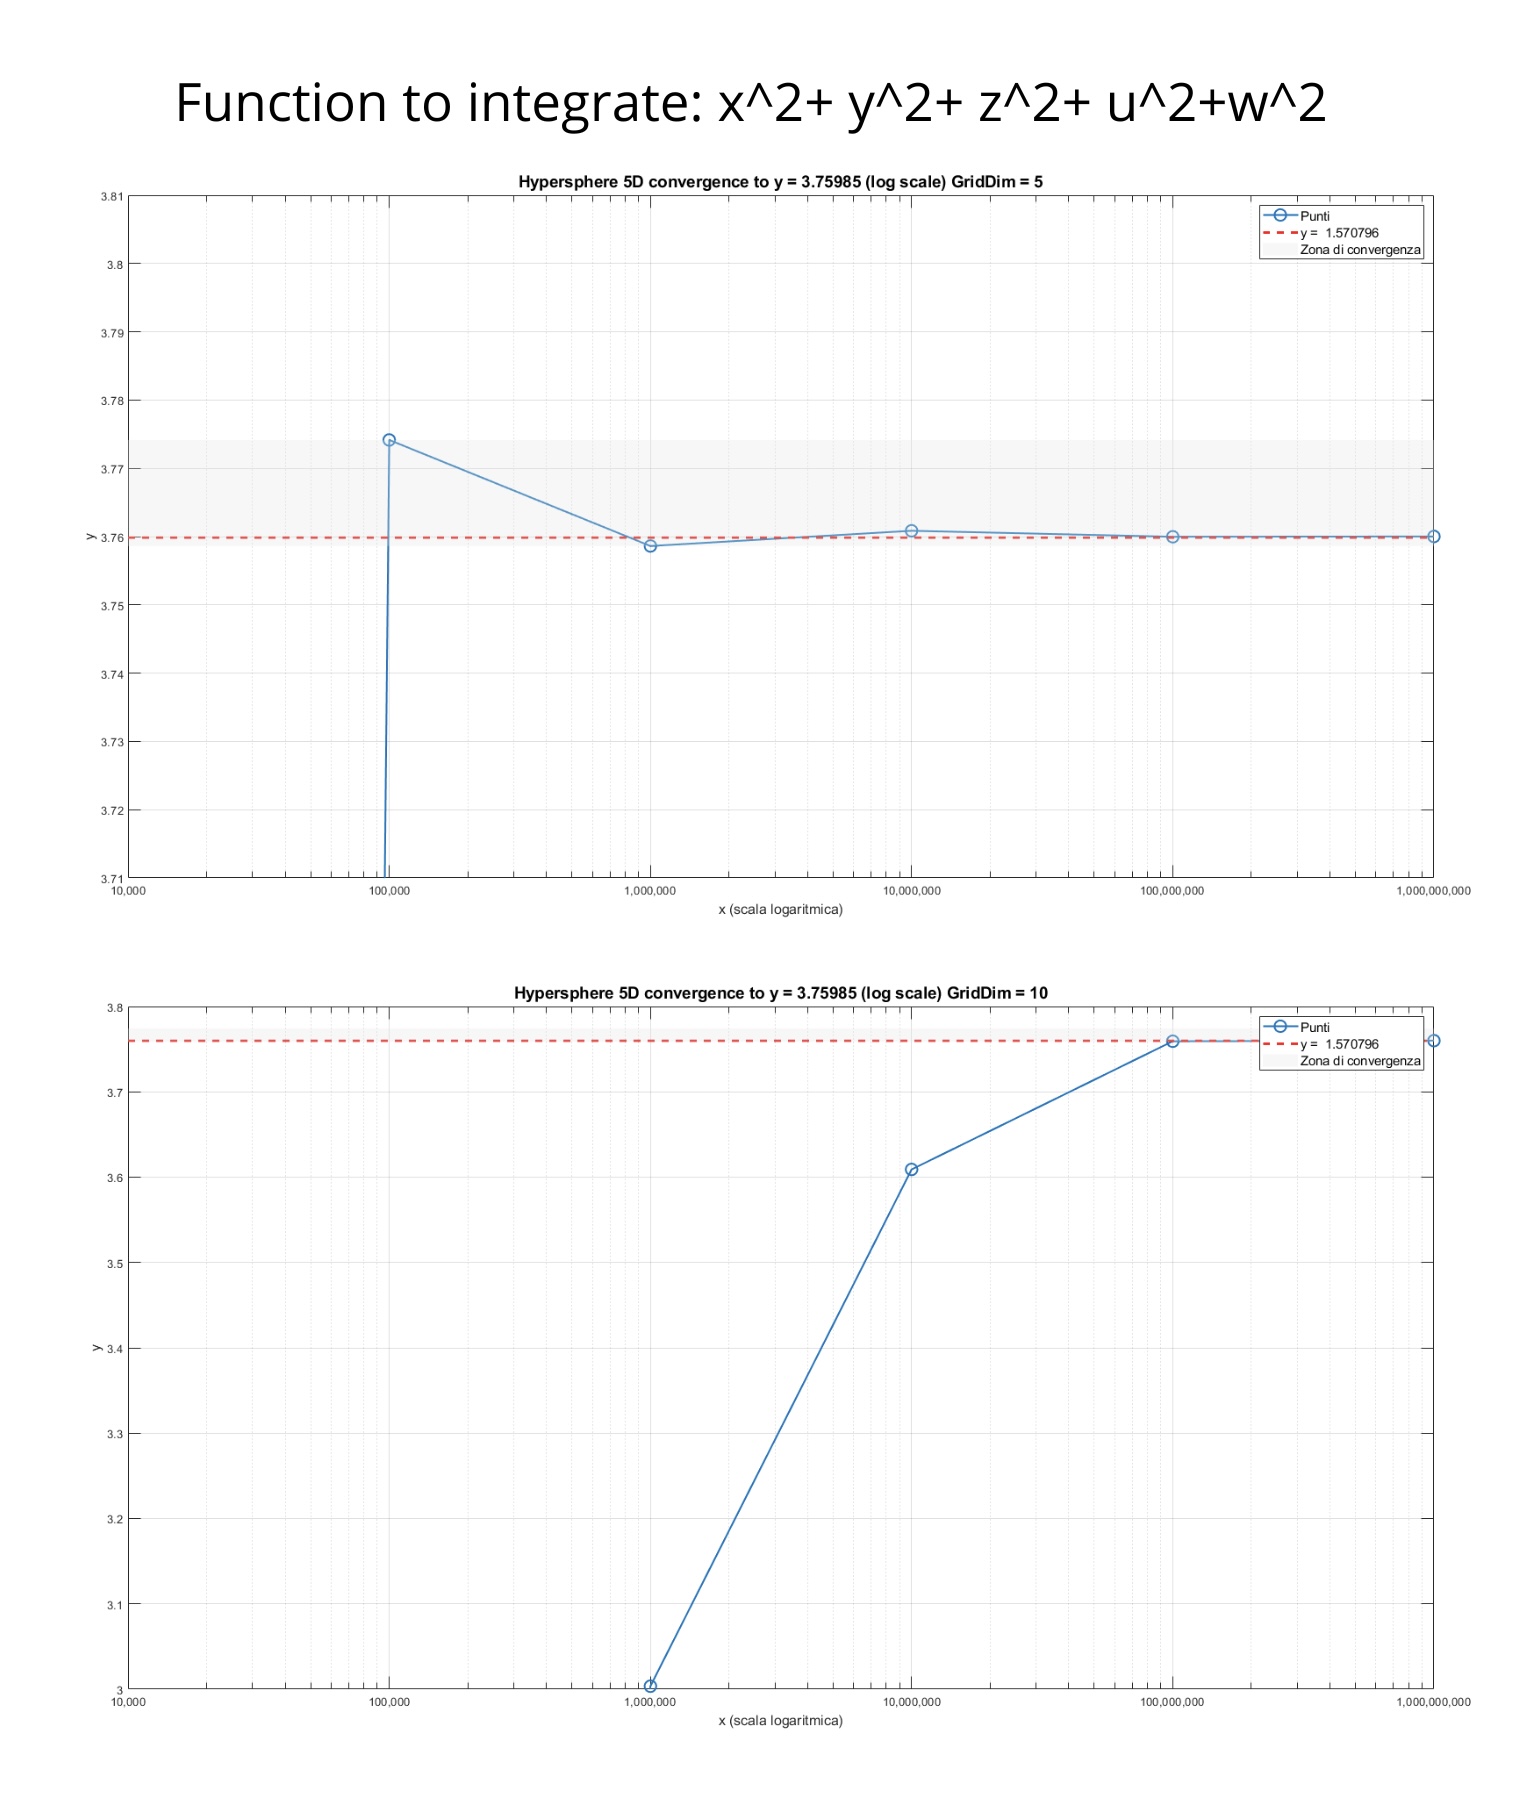 Function to integrate: x^2+ y^2+ z^2+ u^2+w^2
Hypersphere 5D convergence to y = 3.75985 (log scale) GridDim = 5
Punti
y =  1.570796
Zona di convergenza
3.81
3.8
3.79
3.78
3.77
3.76
3.75
3.74
3.73
3.72
3.71
y
10,000
100,000
1,000,000
10,000,000
100,000,000
1,000,000,000
x (scala logaritmica)
Hypersphere 5D convergence to y = 3.75985 (log scale) GridDim = 10
Punti
y =  1.570796
Zona di convergenza
3.8
3.7
3.6
3.5
3.4
3.3
3.2
3.1
3
y
10,000
100,000
1,000,000
10,000,000
100,000,000
1,000,000,000
x (scala logaritmica)